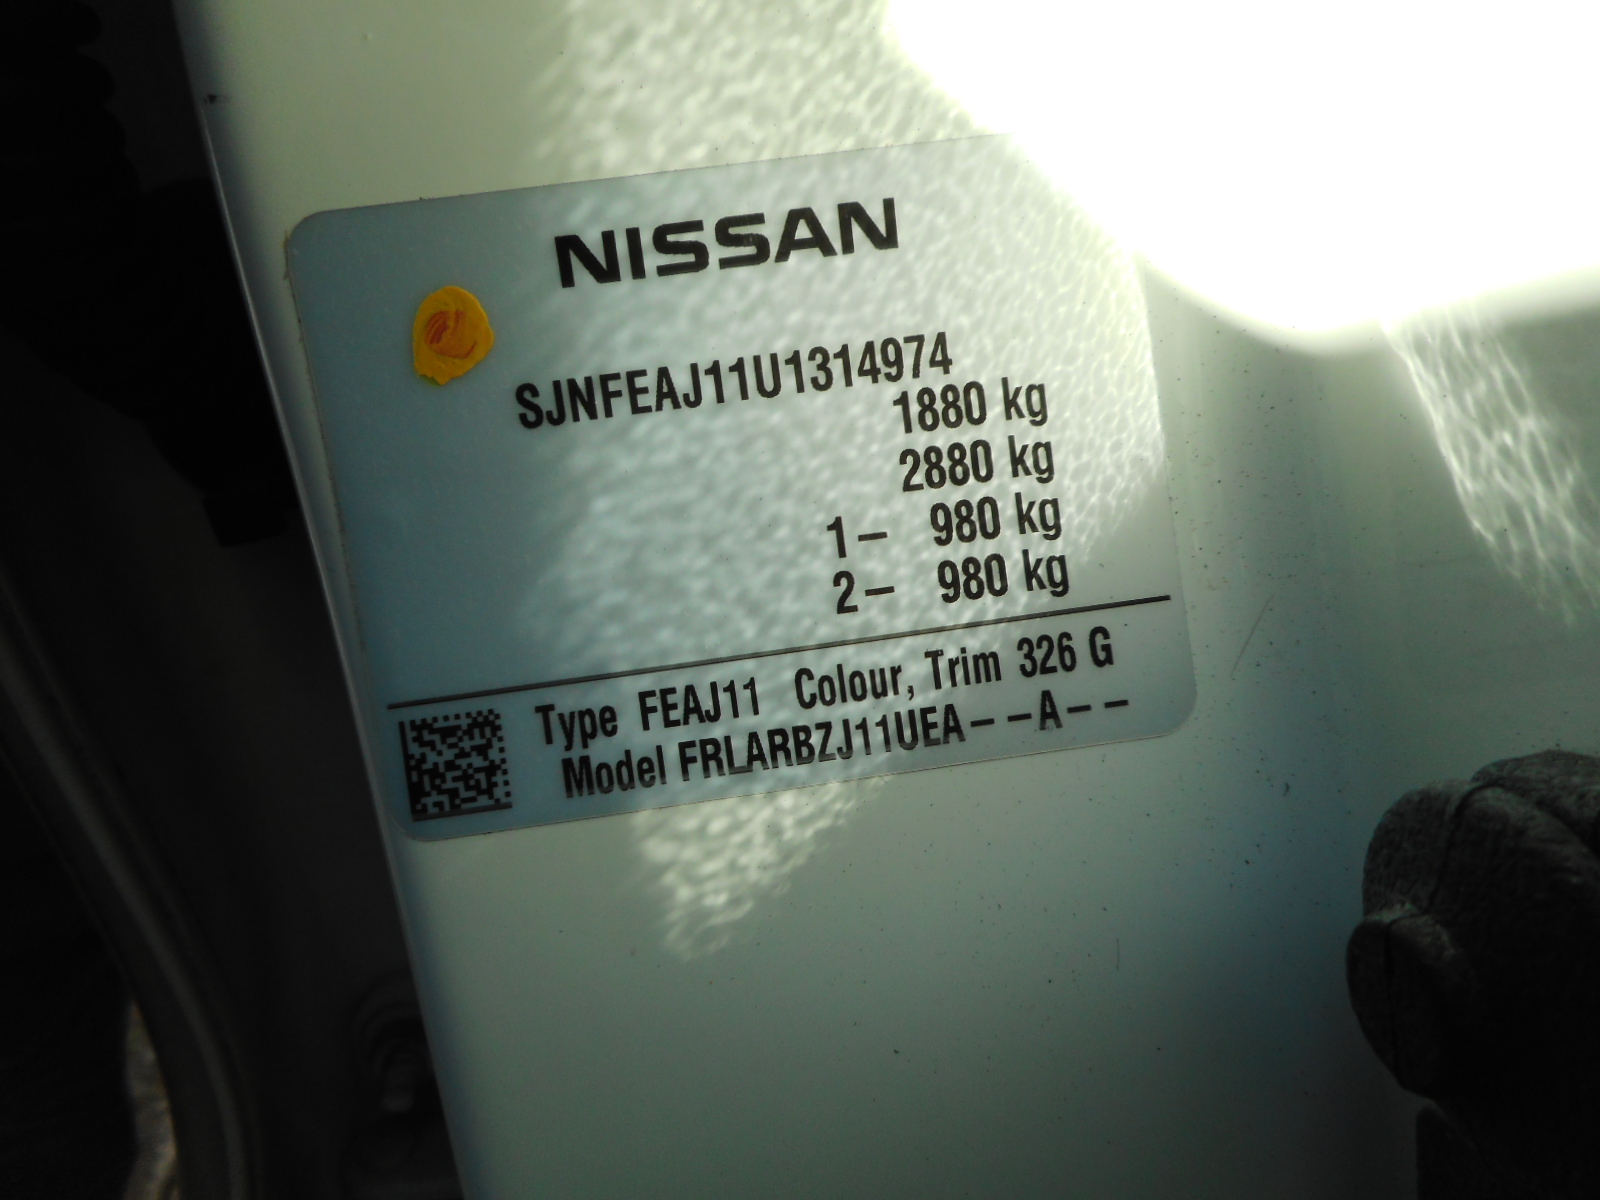 NISSAN
SJNFEAJ11U1314974
1880 kg
2880 kg
1- 980 kg
2- 980 kg
Type FEAJ11 Colour, Trim 326 G
Model FRLARBZJ11UEA--A--